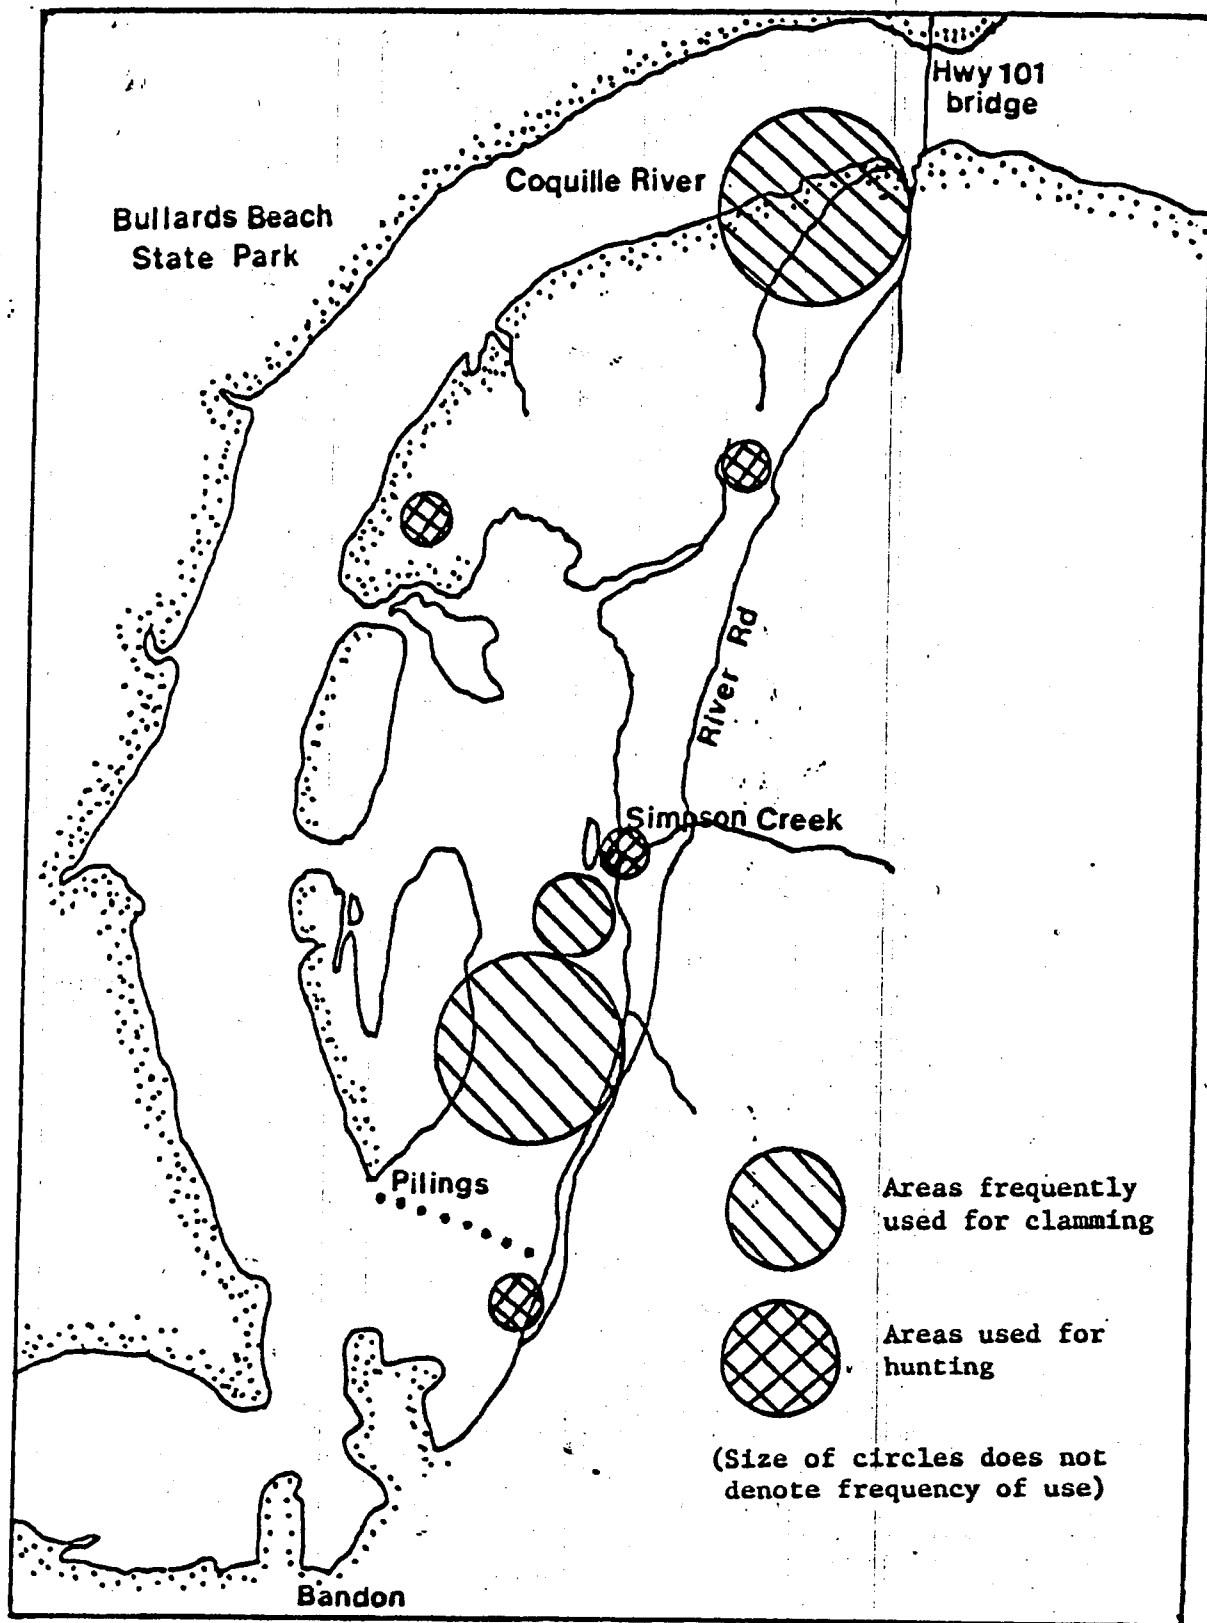 Hwy 101
bridge
Coquille River
Bullards Beach
State Park
River Rd
Simpson Creek
Pilings
Areas frequently
used for clamming
Areas used for
hunting
(Size of circles does not
denote frequency of use)
Bandon